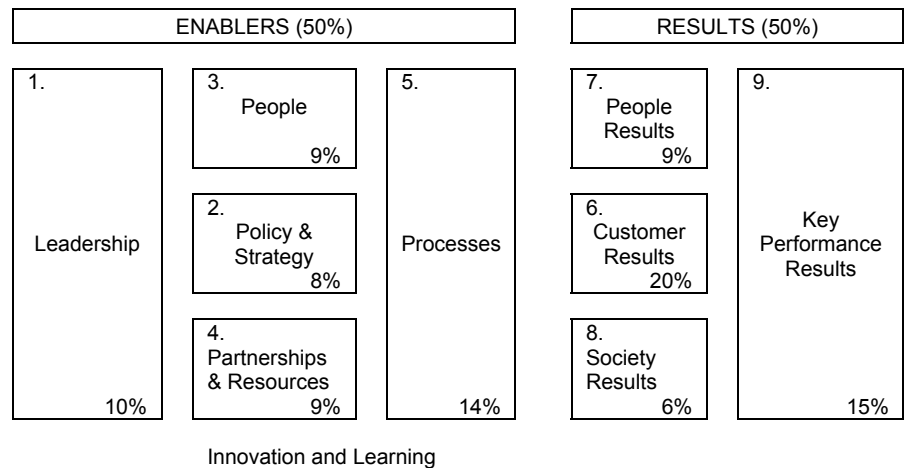 ENABLERS (50%)
RESULTS (50%)
1.
Leadership
10%
3.
People
9%
2.
Policy &
Strategy
8%
4.
Partnerships
& Resources
9%
5.
Processes
14%
7.
People
Results
9%
6.
Customer
Results
20%
8.
Society
Results
6%
9.
Key
Performance
Results
15%
Innovation and Learning